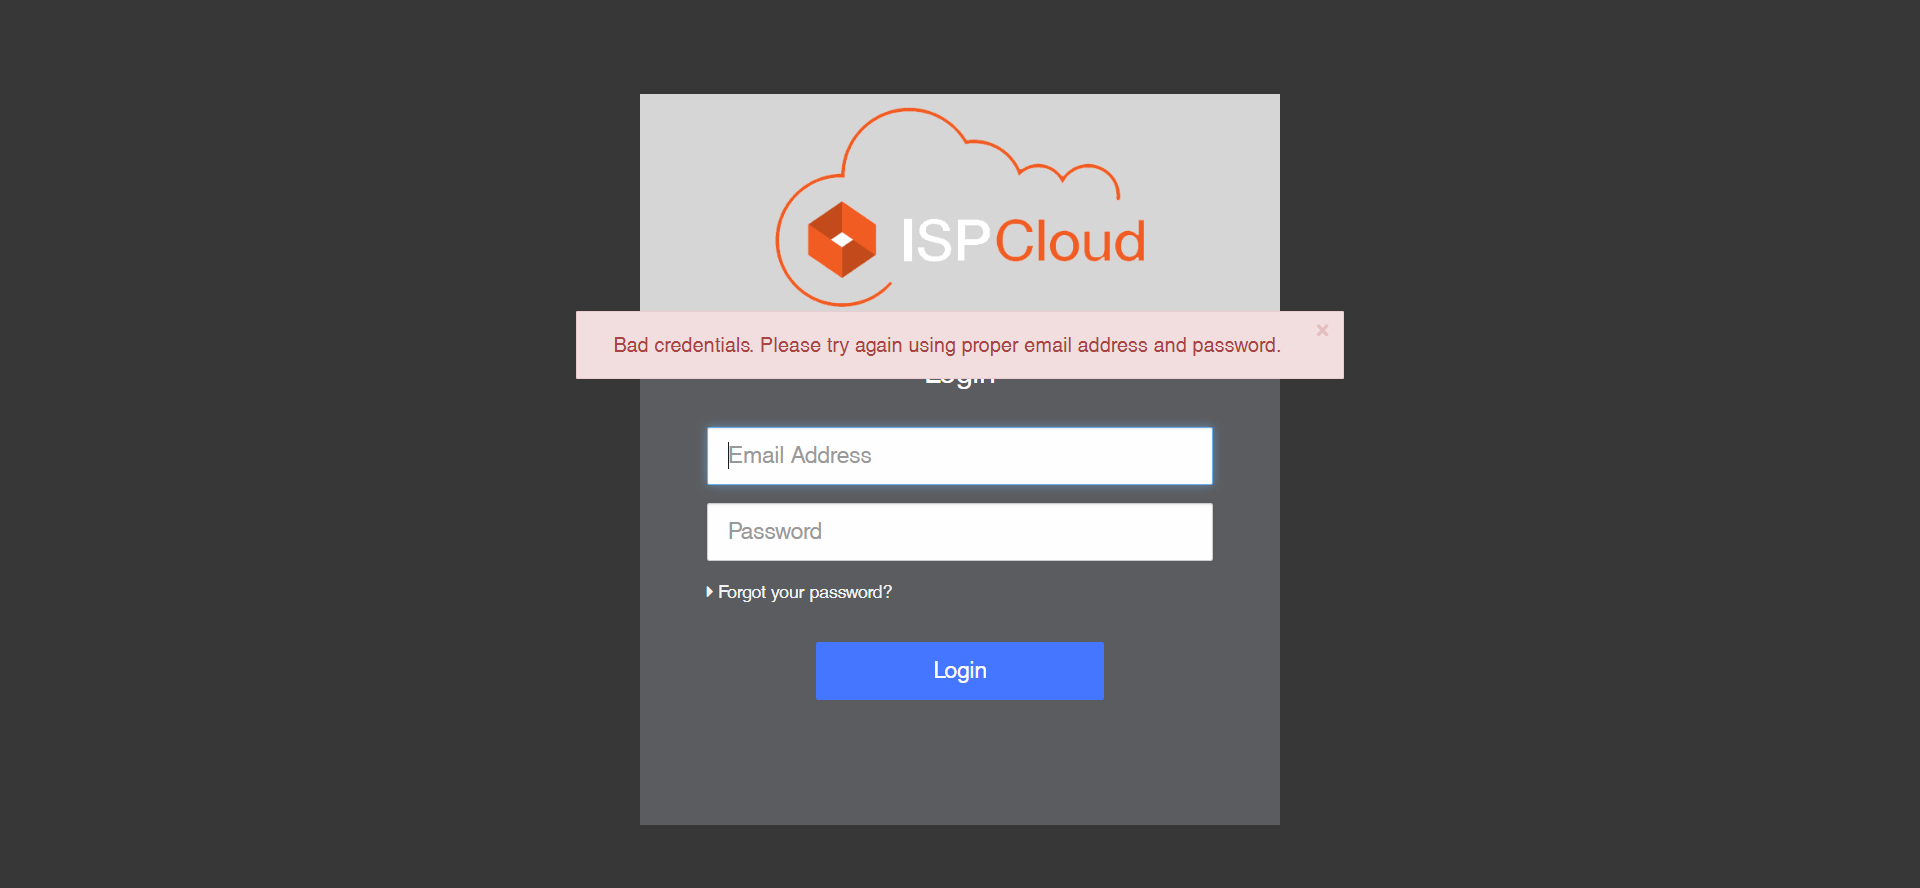 ISPCloud
Bad credentials. Please try again using proper email address and password.
×
Login
Email Address
Password
Forgot your password?
Login